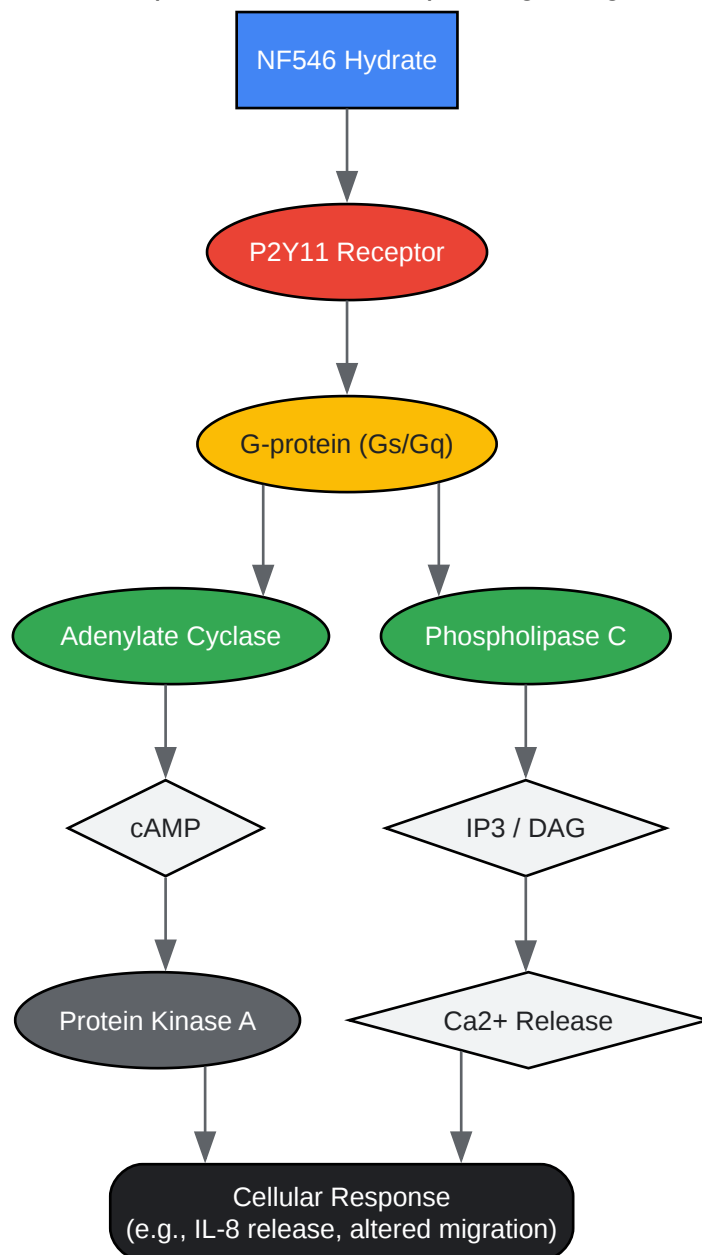 NF546 Hydrate
P2Y11 Receptor
G-protein (Gs/Gq)
Adenylate Cyclase
Phospholipase C
cAMP
IP3 / DAG
Protein Kinase A
Ca2+ Release
Cellular Response
(e.g., IL-8 release, altered migration)